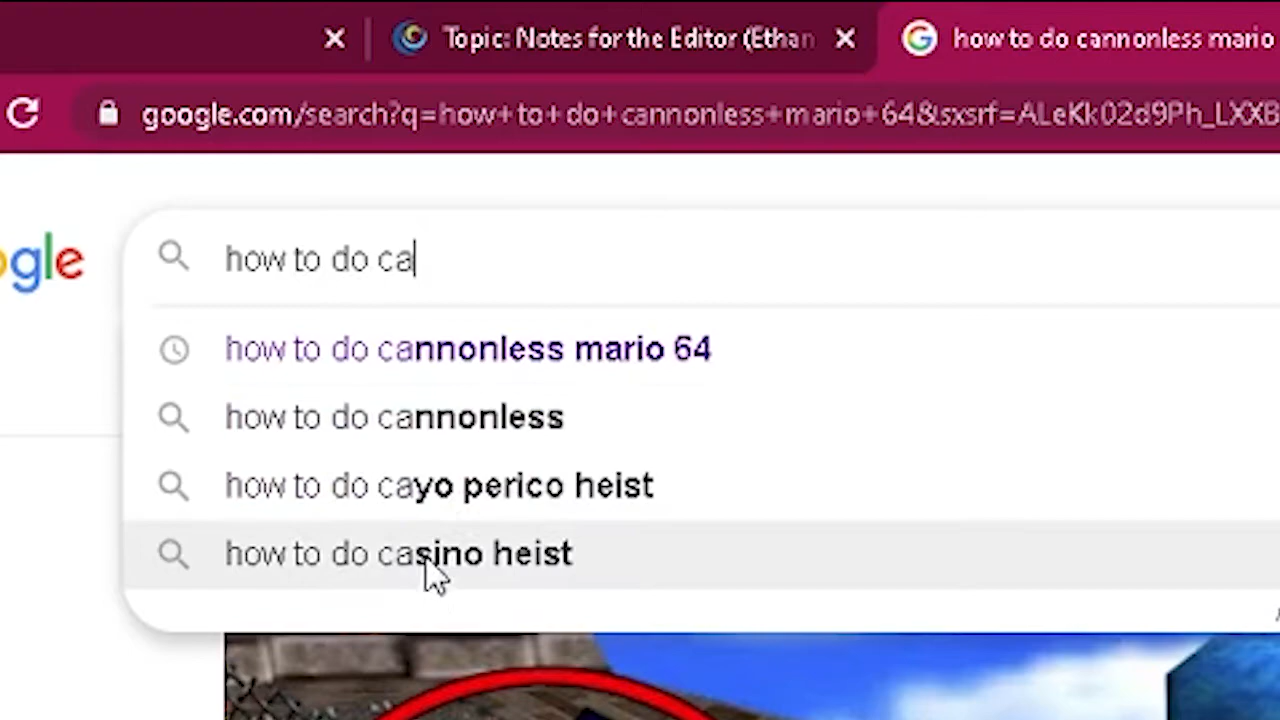 Topic: Notes for the Editor (Ethan
how to do cannonless mario
google.com/search?q=how+to+do+cannonless+mario+64&sxsrf=ALeKk02d9Ph_LXXB
ogle
how to do ca
how to do cannonless mario 64
how to do cannonless
how to do cayo perico heist
how to do casino heist